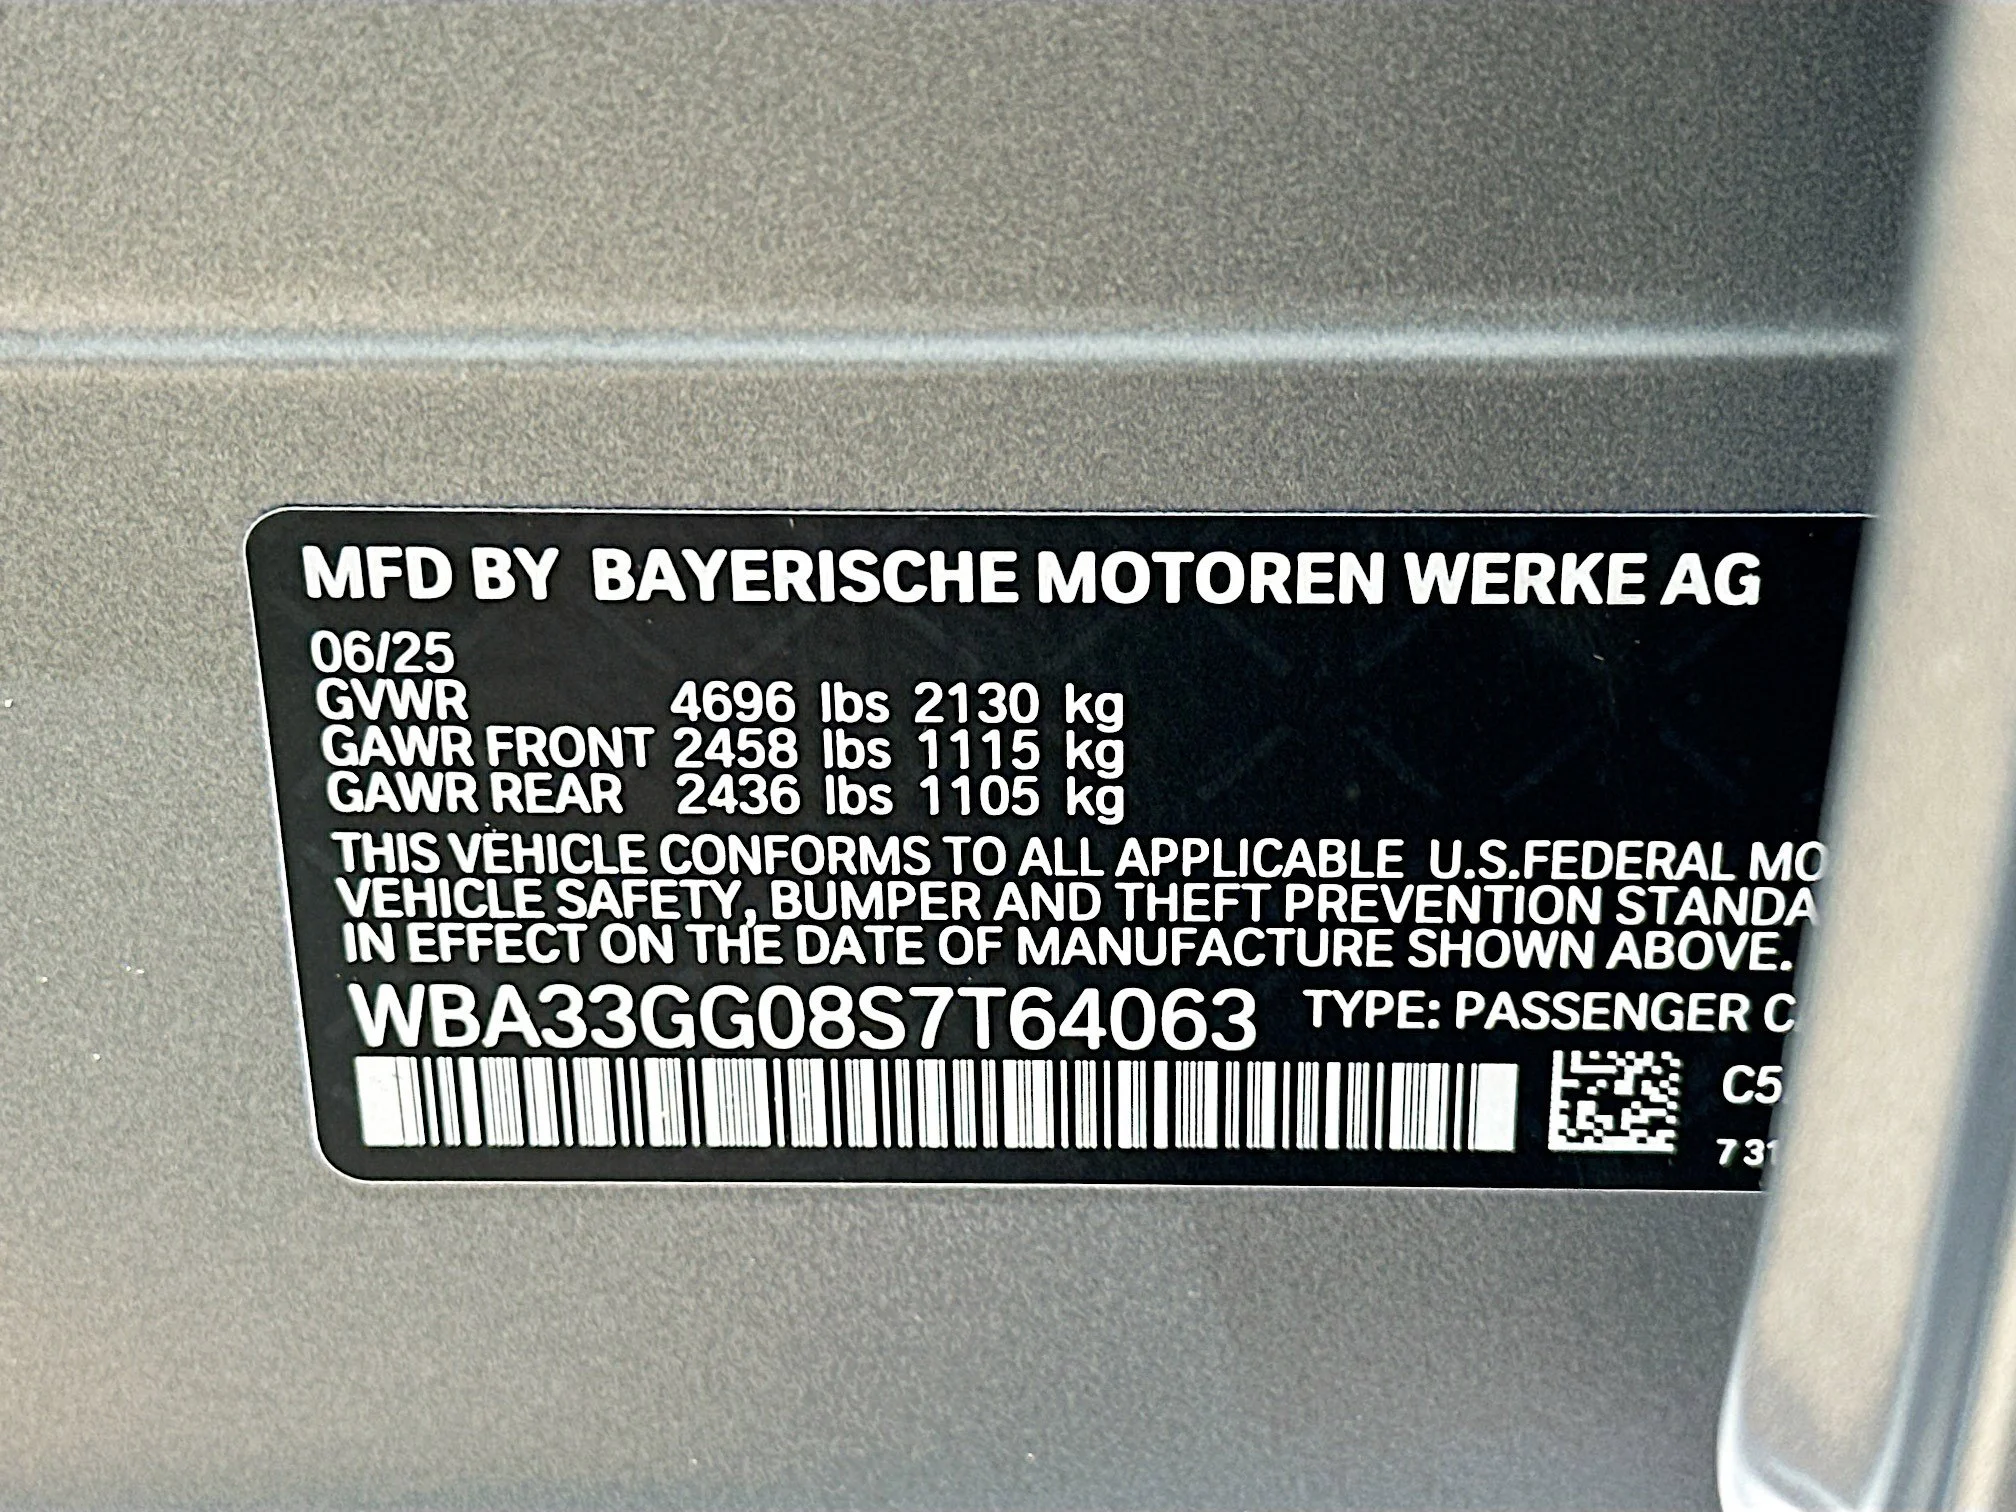 MFD BY BAYERISCHE MOTOREN WERKE AG
06/25
GVWR 4696 lbs 2130 kg
GAWR FRONT 2458 lbs 1115 kg
GAWR REAR 2436 lbs 1105 kg
THIS VEHICLE CONFORMS TO ALL APPLICABLE U.S.FEDERAL MO
VEHICLE SAFETY, BUMPER AND THEFT PREVENTION STANDA
IN EFFECT ON THE DATE OF MANUFACTURE SHOWN ABOVE.
WBA33GG08S7T64063 TYPE: PASSENGER C
C5
7 31